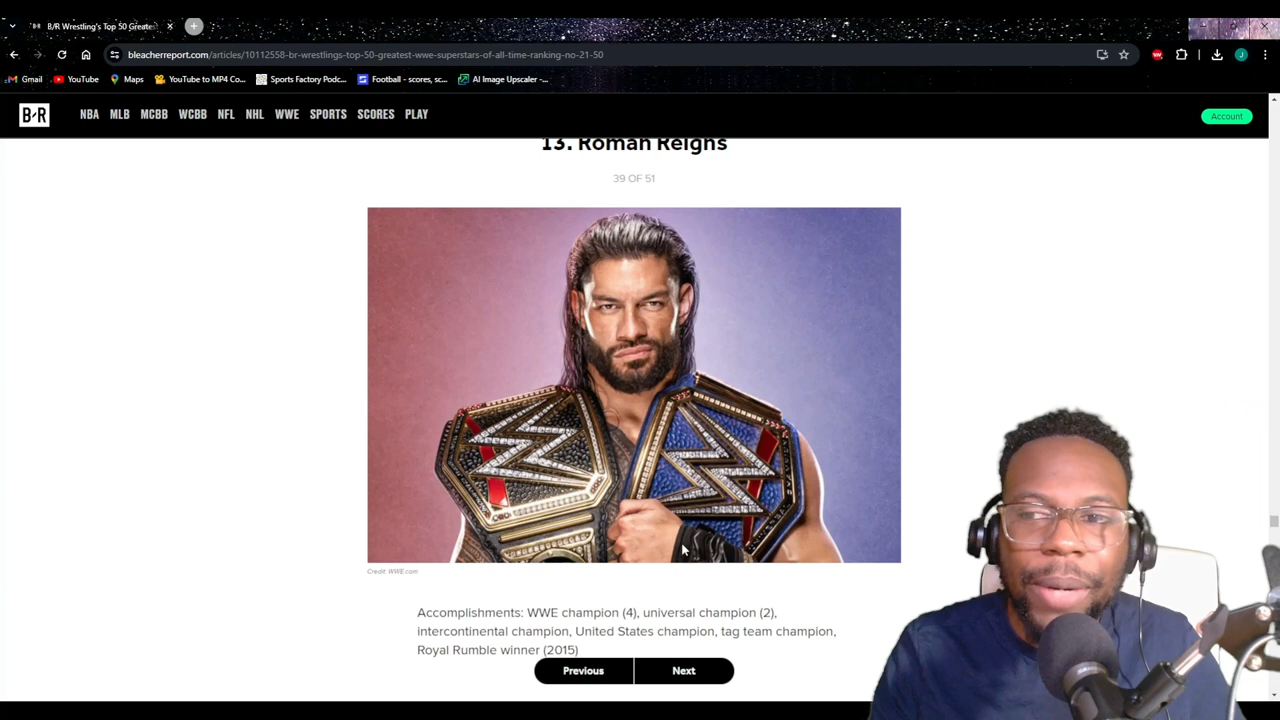 B/R Wrestling's Top 50 Greate
bleacherreport.com/articles/10112558-br-wrestlings-top-50-greatest-wwe-superstars-of-all-time-ranking-no-21-50
J
Gmail YouTube Maps YouTube to MP4 Co... Sports Factory Podc... Football - scores, sc... AI Image Upscaler -...
B/R NBA MLB MCBB WCBB NFL NHL WWE SPORTS SCORES PLAY Account
13. Roman Reigns
39 OF 51
Credit: WWE.com
Accomplishments: WWE champion (4), universal champion (2),
intercontinental champion, United States champion, tag team champion,
Royal Rumble winner (2015)
Previous Next